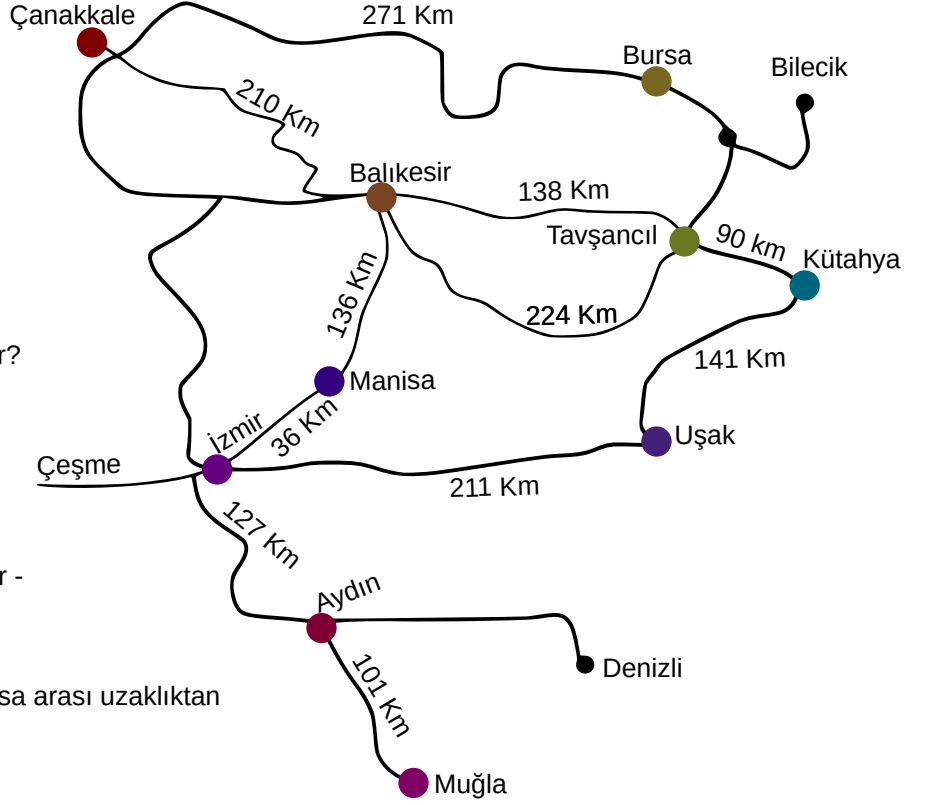 Çanakkale
271 Km
Bursa
Bilecik
210 Km
Balıkesir
138 Km
Tavşancıl
90 km
Kütahya
136 Km
224 Km
r?
141 Km
Manisa
İzmir
36 Km
Uşak
Çeşme
211 Km
127 Km
r -
Aydın
Denizli
101 Km
sa arası uzaklıktan
Muğla